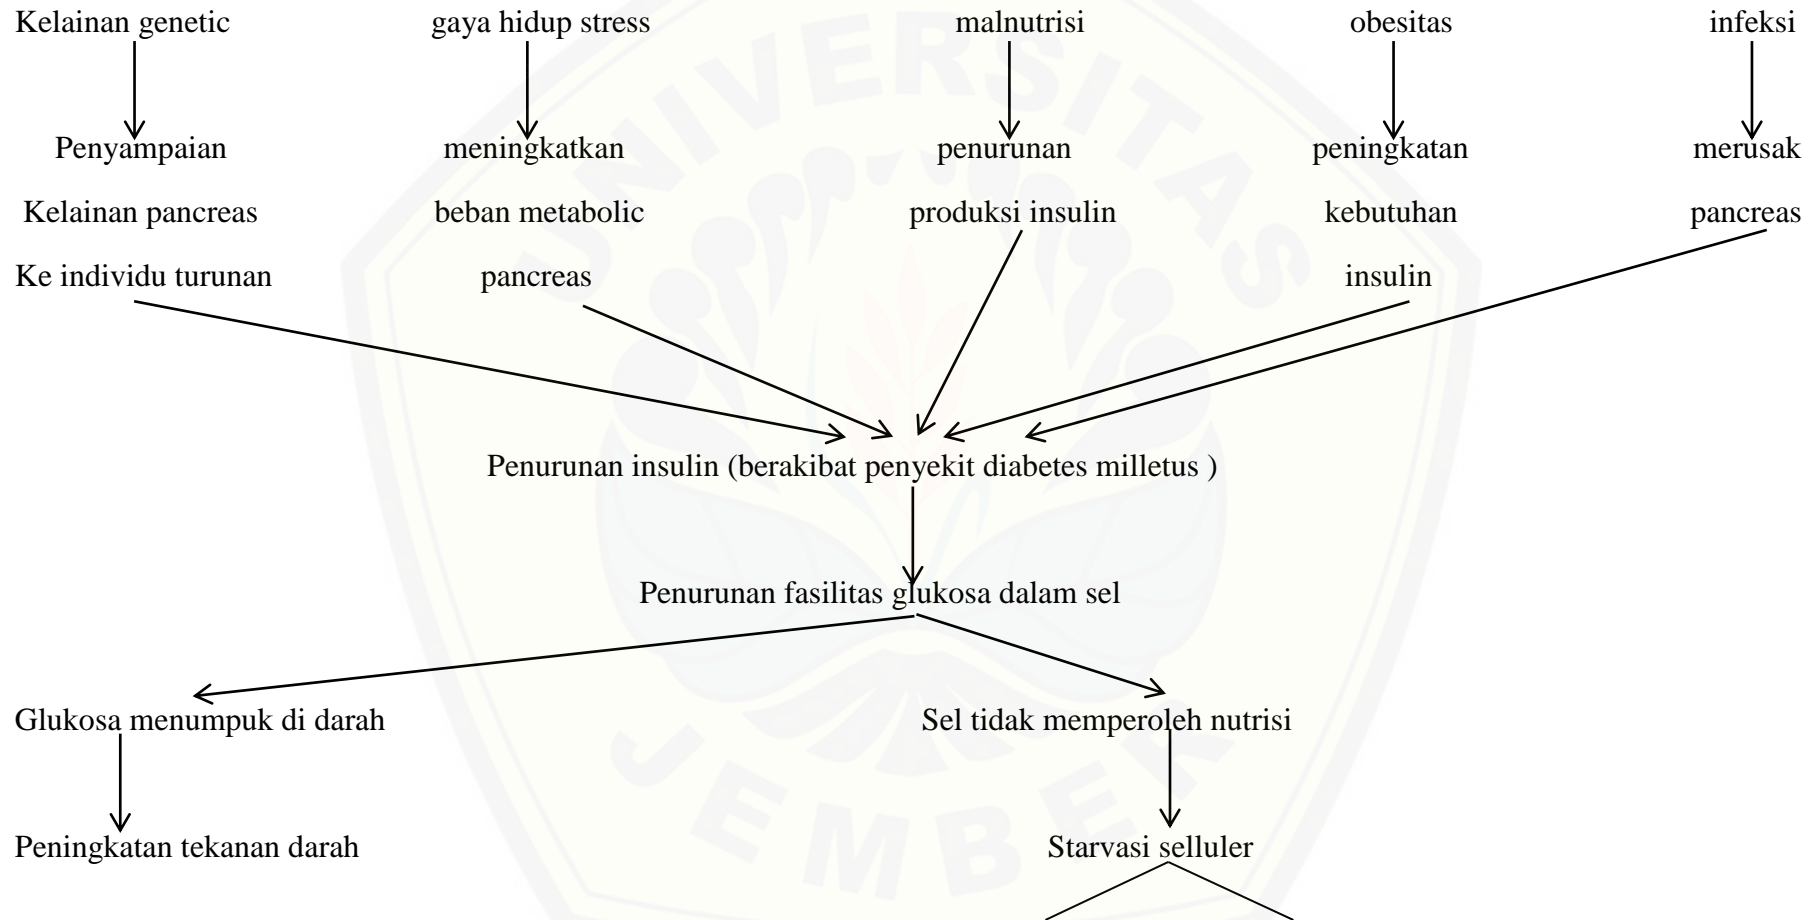 Kelainan genetic gaya hidup stress malnutrisi obesitas infeksi
Penyampaian meningkatkan penurunan peningkatan merusak
Kelainan pancreas beban metabolic produksi insulin kebutuhan pancreas
Ke individu turunan pancreas insulin
Penurunan insulin (berakibat penyekit diabetes milletus )
Penurunan fasilitas glukosa dalam sel
Glukosa menumpuk di darah Sel tidak memperoleh nutrisi
Peningkatan tekanan darah Starvasi selluler
UNIVERSITAS
JEMBER